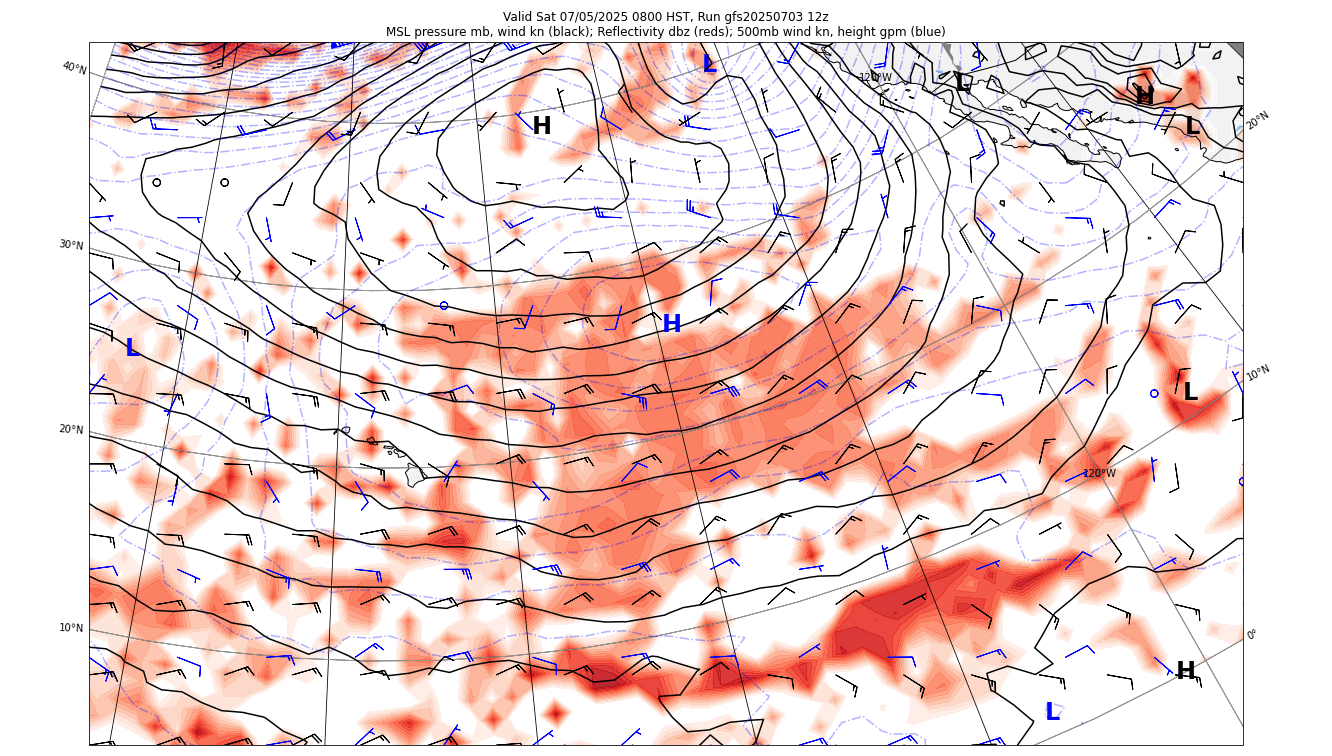 Valid Sat 07/05/2025 0800 HST, Run gfs20250703 12z
MSL pressure mb, wind kn (black); Reflectivity dbz (reds); 500mb wind kn, height gpm (blue)
40°N
L
120°W
L
H
L
20°N
H
30°N
H
L
10°N
L
20°N
120°W
10°N
0°
H
L